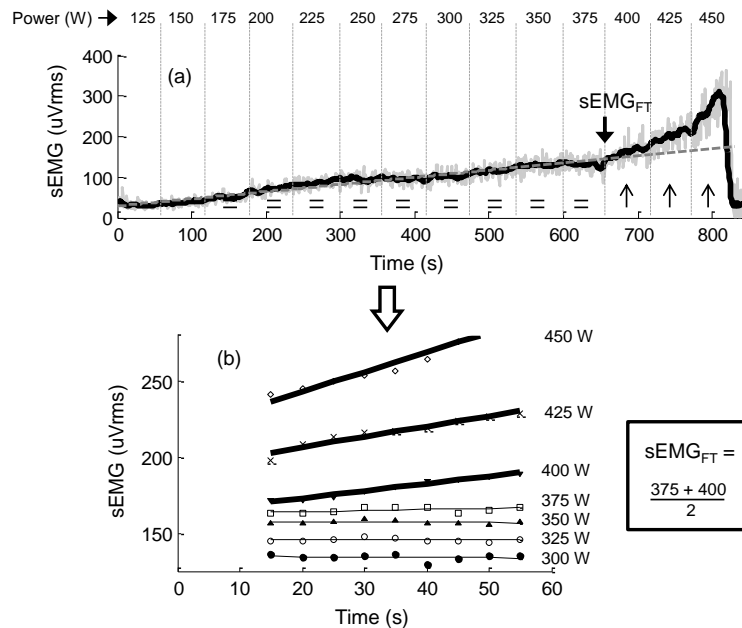 Power (W) → 125 150 175 200 225 250 275 300 325 350 375 400 425 450
(a)
sEMG (uVrms)
400
300
200
100
0
sEMG_FT
= = = = = = = = = ↑ ↑ ↑
0 100 200 300 400 500 600 700 800
Time (s)
(b)
sEMG (uVrms)
250
200
150
450 W
425 W
400 W
375 W
350 W
325 W
300 W
0 10 20 30 40 50 60
Time (s)
sEMG_FT =
375 + 400
2